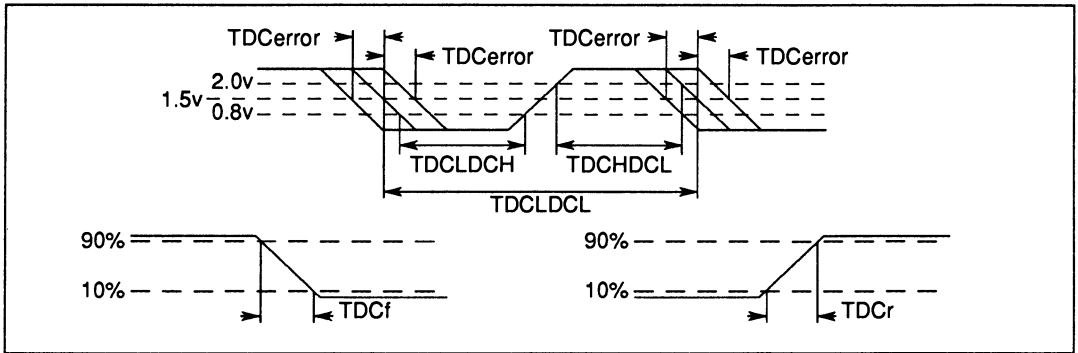 TDCerror TDCerror
TDCerror TDCerror
2.0v
1.5v
0.8v
TDCLDCH TDCHDCL
TDCLDCL
90% 90%
10% 10%
TDCf TDCr